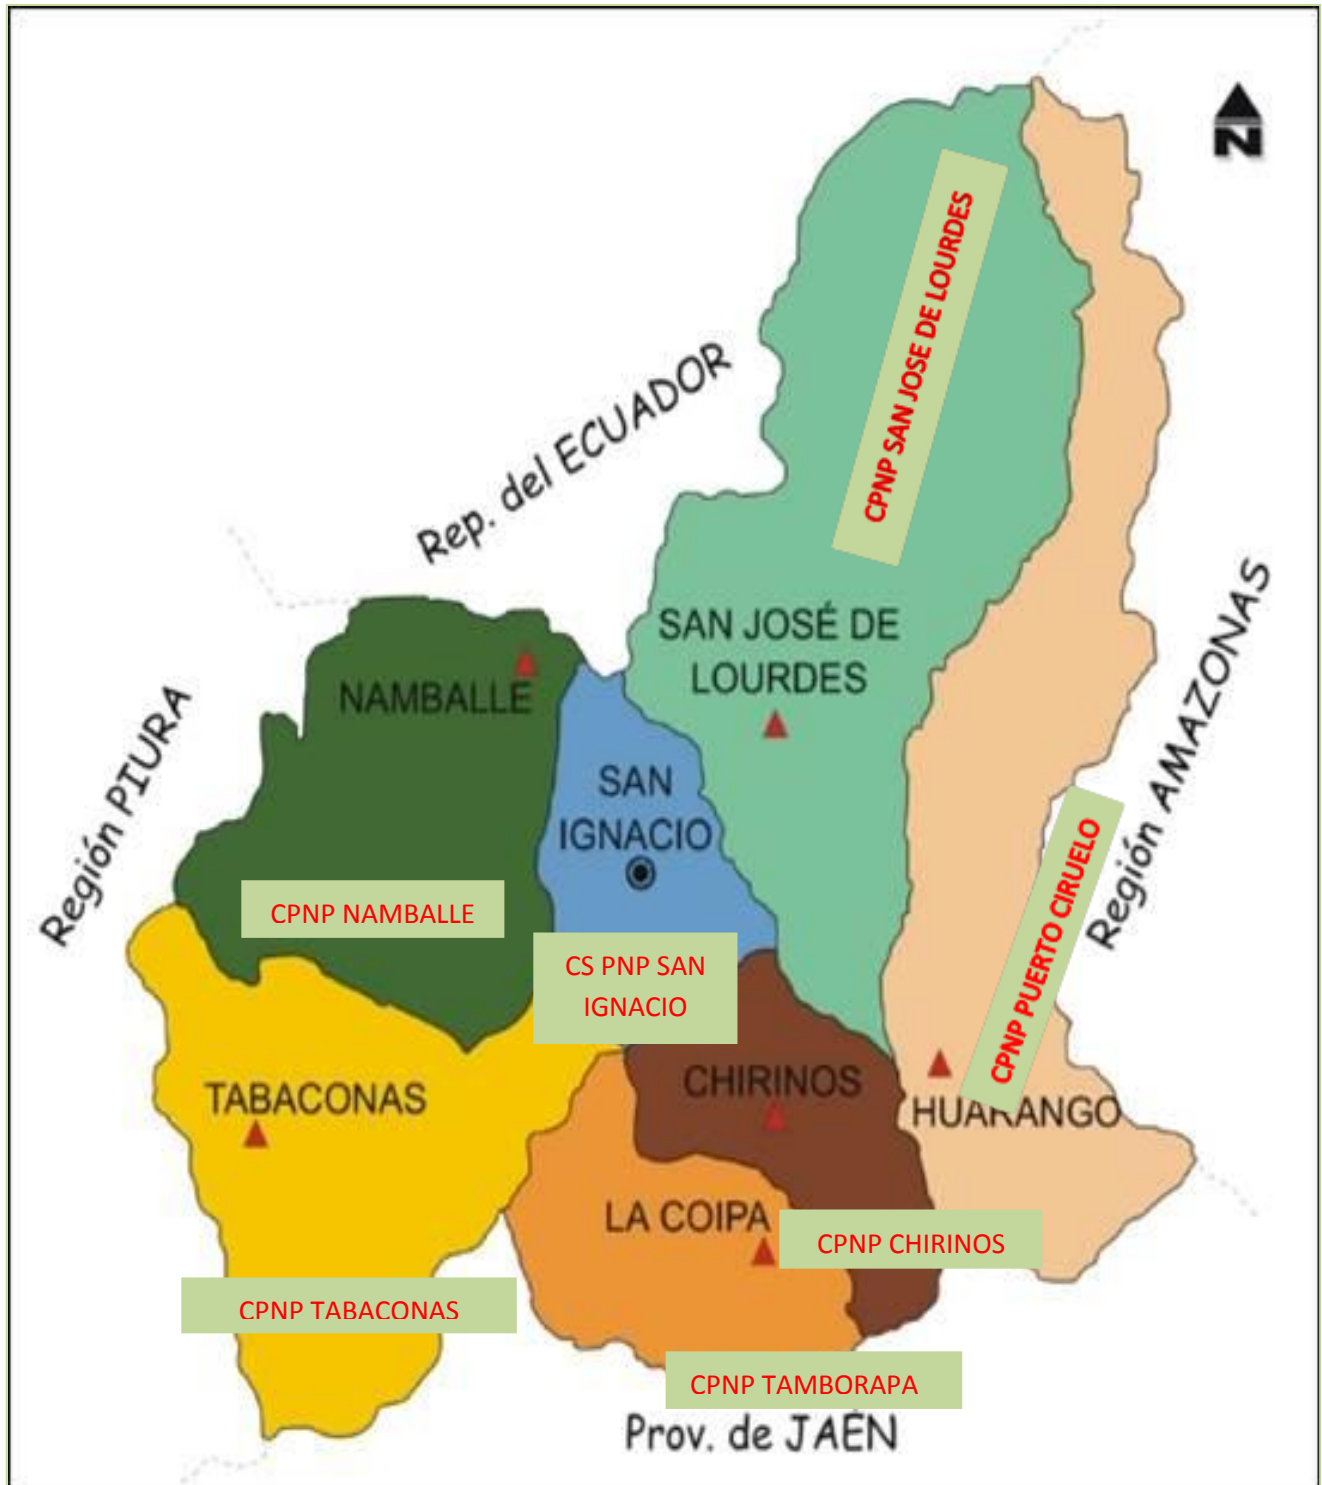 N
CPNP SAN JOSE DE LOURDES
Rep. del ECUADOR
SAN JOSÉ DE
LOURDES
NAMBALLE
Región PIURA
Región AMAZONAS
SAN
IGNACIO
CPNP PUERTO CIRUELO
CPNP NAMBALLE
CS PNP SAN
IGNACIO
TABACONAS
CHIRINOS
HUARANGO
LA COIPA
CPNP CHIRINOS
CPNP TABACONAS
CPNP TAMBORAPA
Prov. de JAÉN